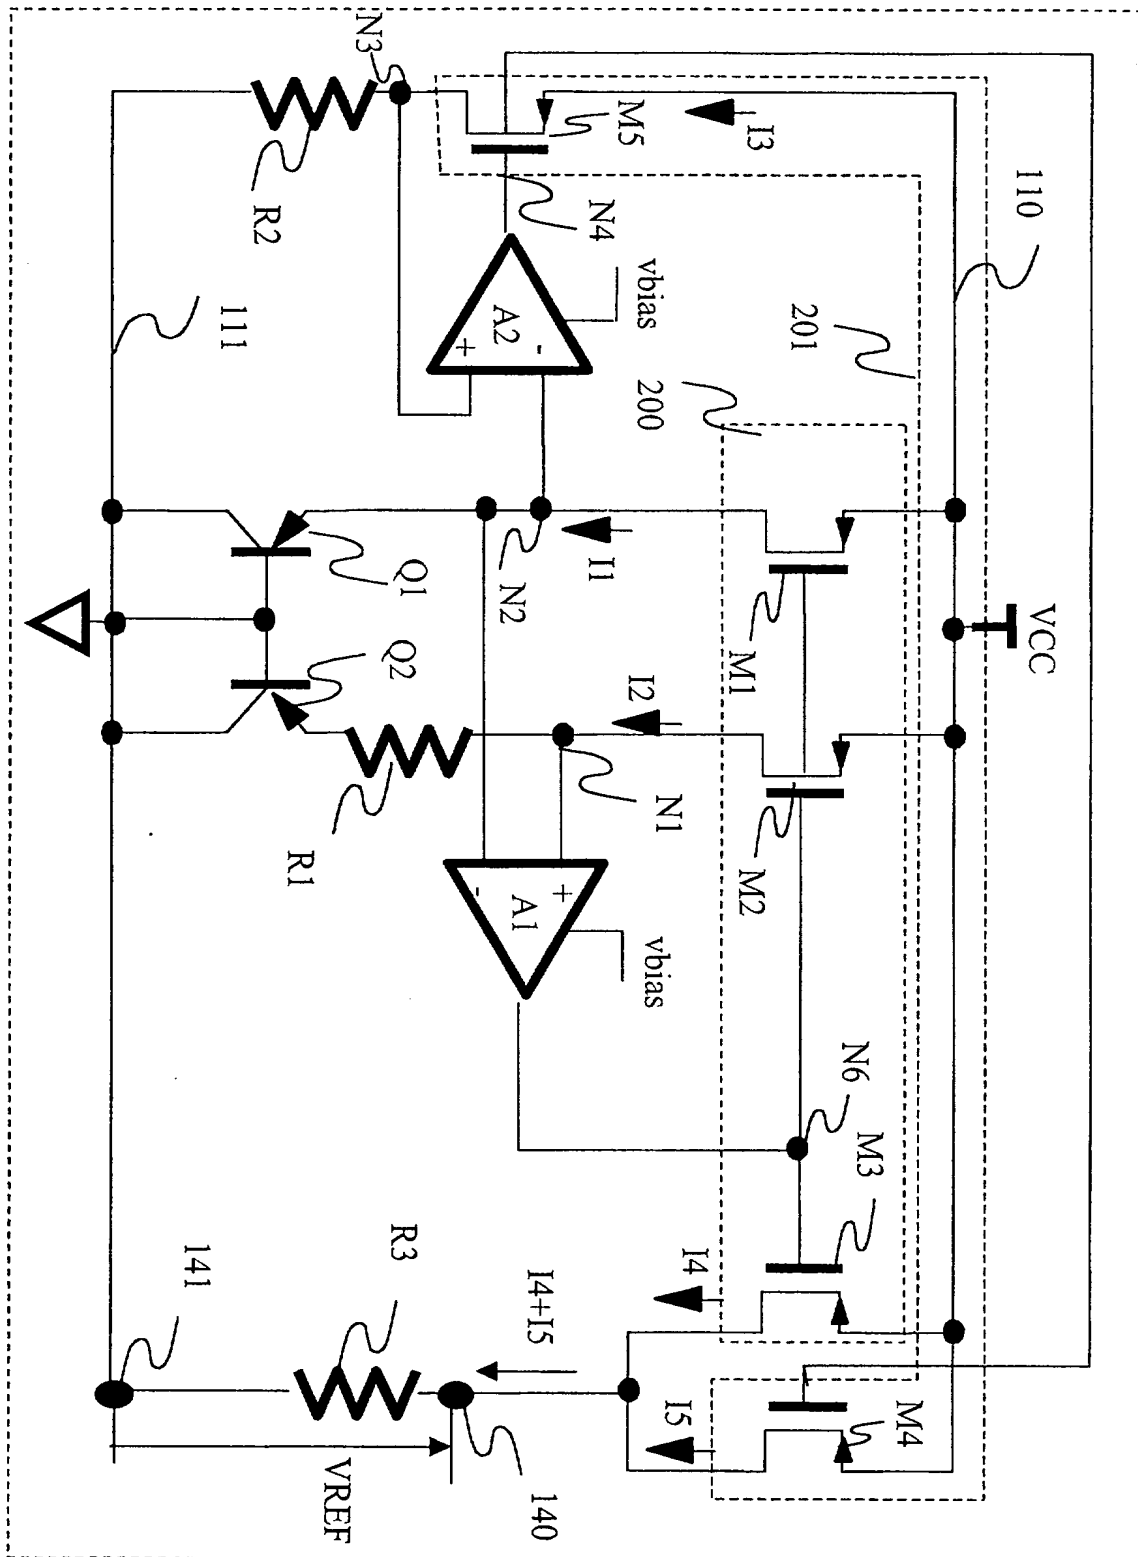 VCC
110
201
200
I3
M5
N4
vbias
N3
R2
A2
+
-
111
M1
M2
N6
M3
M4
I1
N2
I2
N1
I4
I5
I4+I5
Q1
Q2
R1
+
-
A1
vbias
R3
140
141
VREF